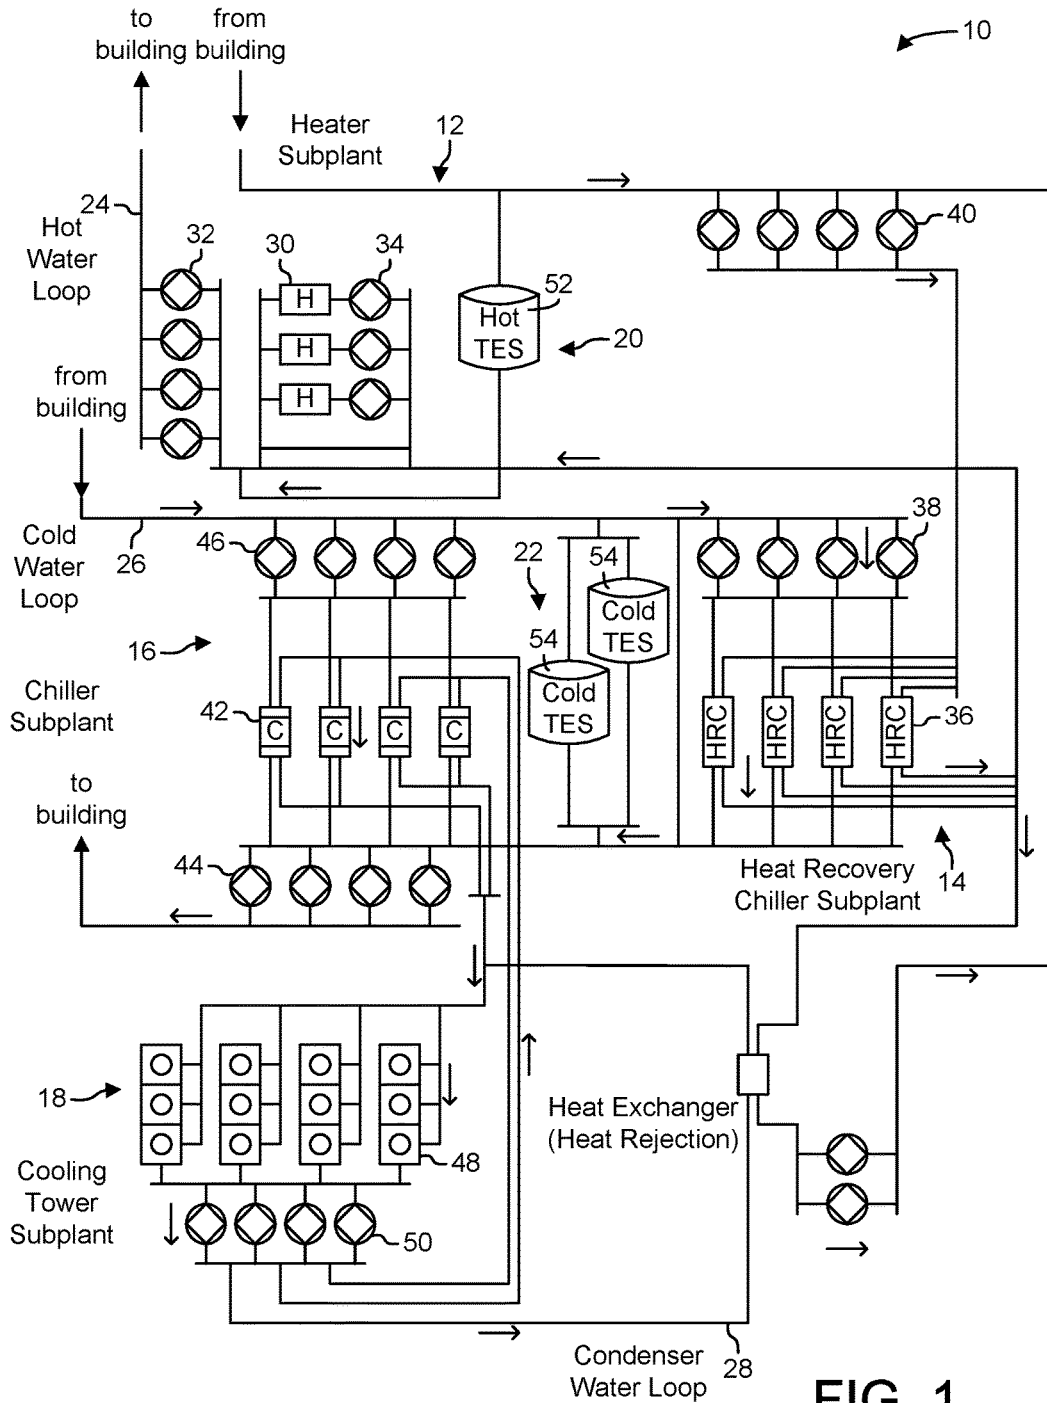 to
building
from
building
10
Heater
Subplant
12
24
Hot
Water
Loop
32
30
34
40
H
H
H
52
Hot
TES
20
from
building
Cold
Water
Loop
26
46
22
54
Cold
TES
54
Cold
TES
38
16
Chiller
Subplant
42
C
C
C
C
HRC
HRC
HRC
HRC
36
to
building
44
Heat Recovery
Chiller Subplant
14
18
48
Cooling
Tower
Subplant
50
Heat Exchanger
(Heat Rejection)
Condenser
Water Loop
28
FIG. 1